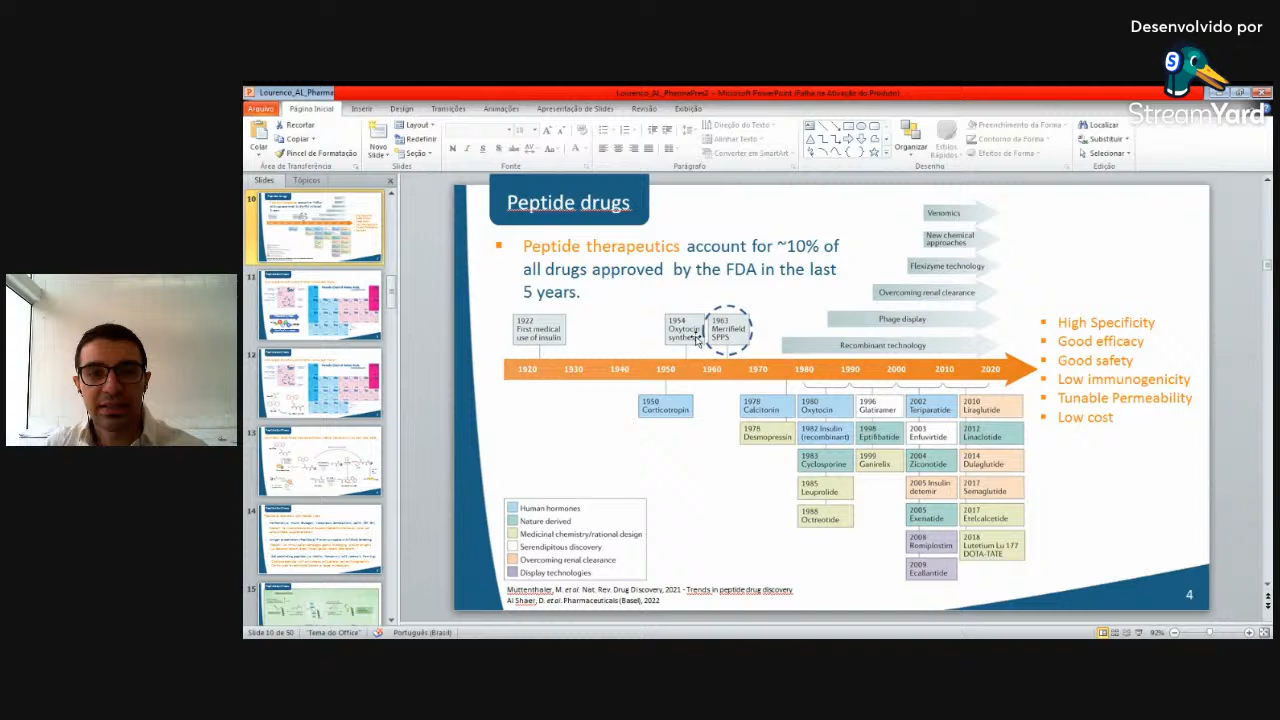 Desenvolvido por
StreamYard
Lourenco_AL_Pharma
Lourenco_AL_PharmaPres2 - Microsoft PowerPoint (Falha na Ativação do Produto)
Arquivo
Página Inicial
Inserir
Design
Transições
Animações
Apresentação de Slides
Revisão
Exibição
Colar
Recortar
Copiar
Pincel de Formatação
Área de Transferência
Novo Slide
Layout
Redefinir
Seção
Slides
Fonte
Direção do Texto
Alinhar Texto
Converter em SmartArt
Parágrafo
Organizar
Estilos Rápidos
Preenchimento da Forma
Contorno da Forma
Efeitos de Forma
Desenho
Localizar
Substituir
Selecionar
Edição
Slides
Tópicos
10
11
12
13
14
15
Peptide drugs
Peptide therapeutics account for ~10% of
all drugs approved by the FDA in the last
5 years.
Venomics
New chemical
approaches
Flexizyme technology
Overcoming renal clearance
Phage display
Recombinant technology
1922
First medical
use of insulin
1954
Oxytocin
1963
Merrifield
SPPS
1920 1930 1940 1950 1960 1970 1980 1990 2000 2010 2020
1950
Corticotropin
1978
Calcitonin
1978
Desmopressin
1980
Oxytocin
1982 Insulin
(recombinant)
1983
Cyclosporine
1985
Leuprolide
1988
Octreotide
1996
Glatiramer
1998
Eptifibatide
1999
Ganirelix
2002
Teriparatide
2003
Enfuvirtide
2004
Ziconotide
2005 Insulin
detemir
2005
Exenatide
2008
Romiplostim
2009
Ecallantide
2010
Liraglutide
2012
Linaclotide
2014
Dulaglutide
2017
Semaglutide
2017
Etelcalcetide
2018
Lutetium Lu 177
DOTA-TATE
High Specificity
Good efficacy
Good safety
Low immunogenicity
Tunable Permeability
Low cost
Human hormones
Nature derived
Medicinal chemistry/rational design
Serendipitous discovery
Overcoming renal clearance
Display technologies
Muttenthaler, M. et al. Nat. Rev. Drug Discovery, 2021 - Trends in peptide drug discovery
Al Shaer, D. et al. Pharmaceuticals (Basel), 2022
4
Slide 10 de 50
"Tema do Office"
Português (Brasil)
92%